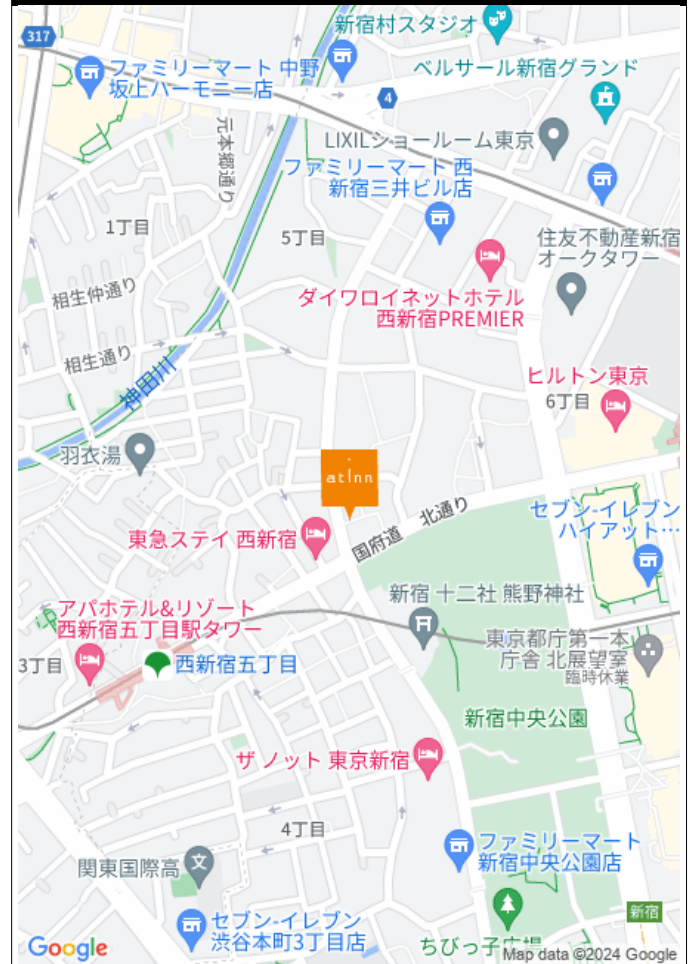 新宿村スタジオ
317
ファミリーマート 中野
坂上ハーモニー店
ベルサール新宿グランド
4
元本郷通り
LIXILショールーム東京
ファミリーマート 西
新宿三井ビル店
1丁目
5丁目
住友不動産新宿
オークタワー
相生仲通り
ダイワロイネットホテル
西新宿PREMIER
相生通り
神田川
ヒルトン東京
6丁目
羽衣湯
at Inn
セブン-イレブン
ハイアット…
国府道
北通り
東急ステイ 西新宿
新宿 十二社 熊野神社
アパホテル&リゾート
西新宿五丁目駅タワー
東京都庁第一本
庁舎 北展望室
臨時休業
3丁目
西新宿五丁目
新宿中央公園
ザ ノット 東京新宿
4丁目
ファミリーマート
新宿中央公園店
関東国際高
文
新宿
セブン-イレブン
渋谷本町3丁目店
ちびっ子広場
Google
Map data ©2024 Google